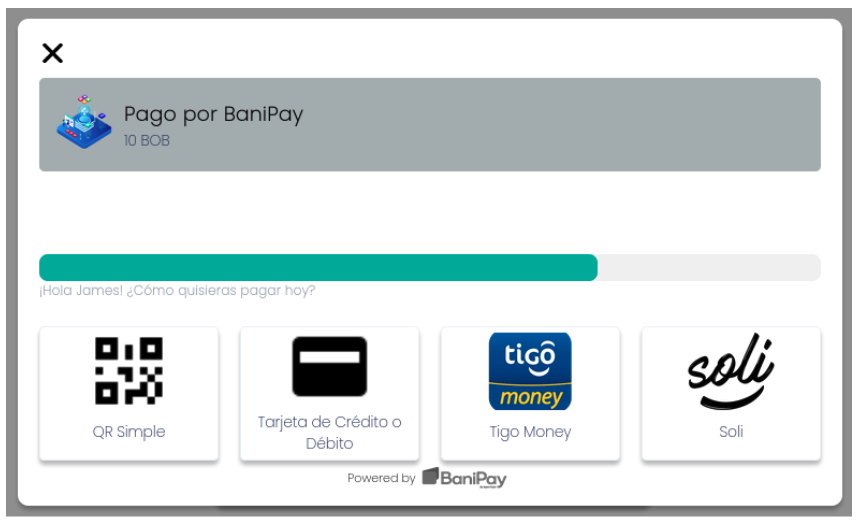 Pago por BaniPay
10 BOB
¡Hola James! ¿Cómo quisieras pagar hoy?
tigo
money
soli
QR Simple
Tarjeta de Crédito o
Débito
Tigo Money
Soli
Powered by BaniPay